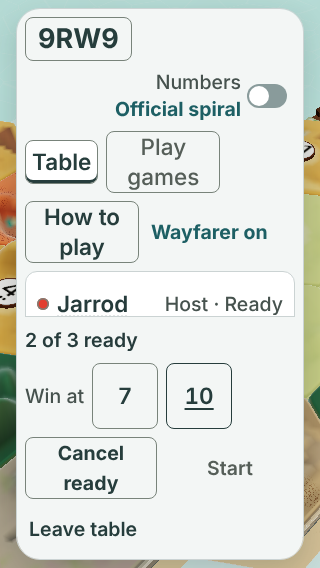 9RW9
Numbers
Official spiral
Table
Play
games
How to
play
Wayfarer on
Jarrod
Host · Ready
2 of 3 ready
Win at
7
10
Cancel
ready
Start
Leave table